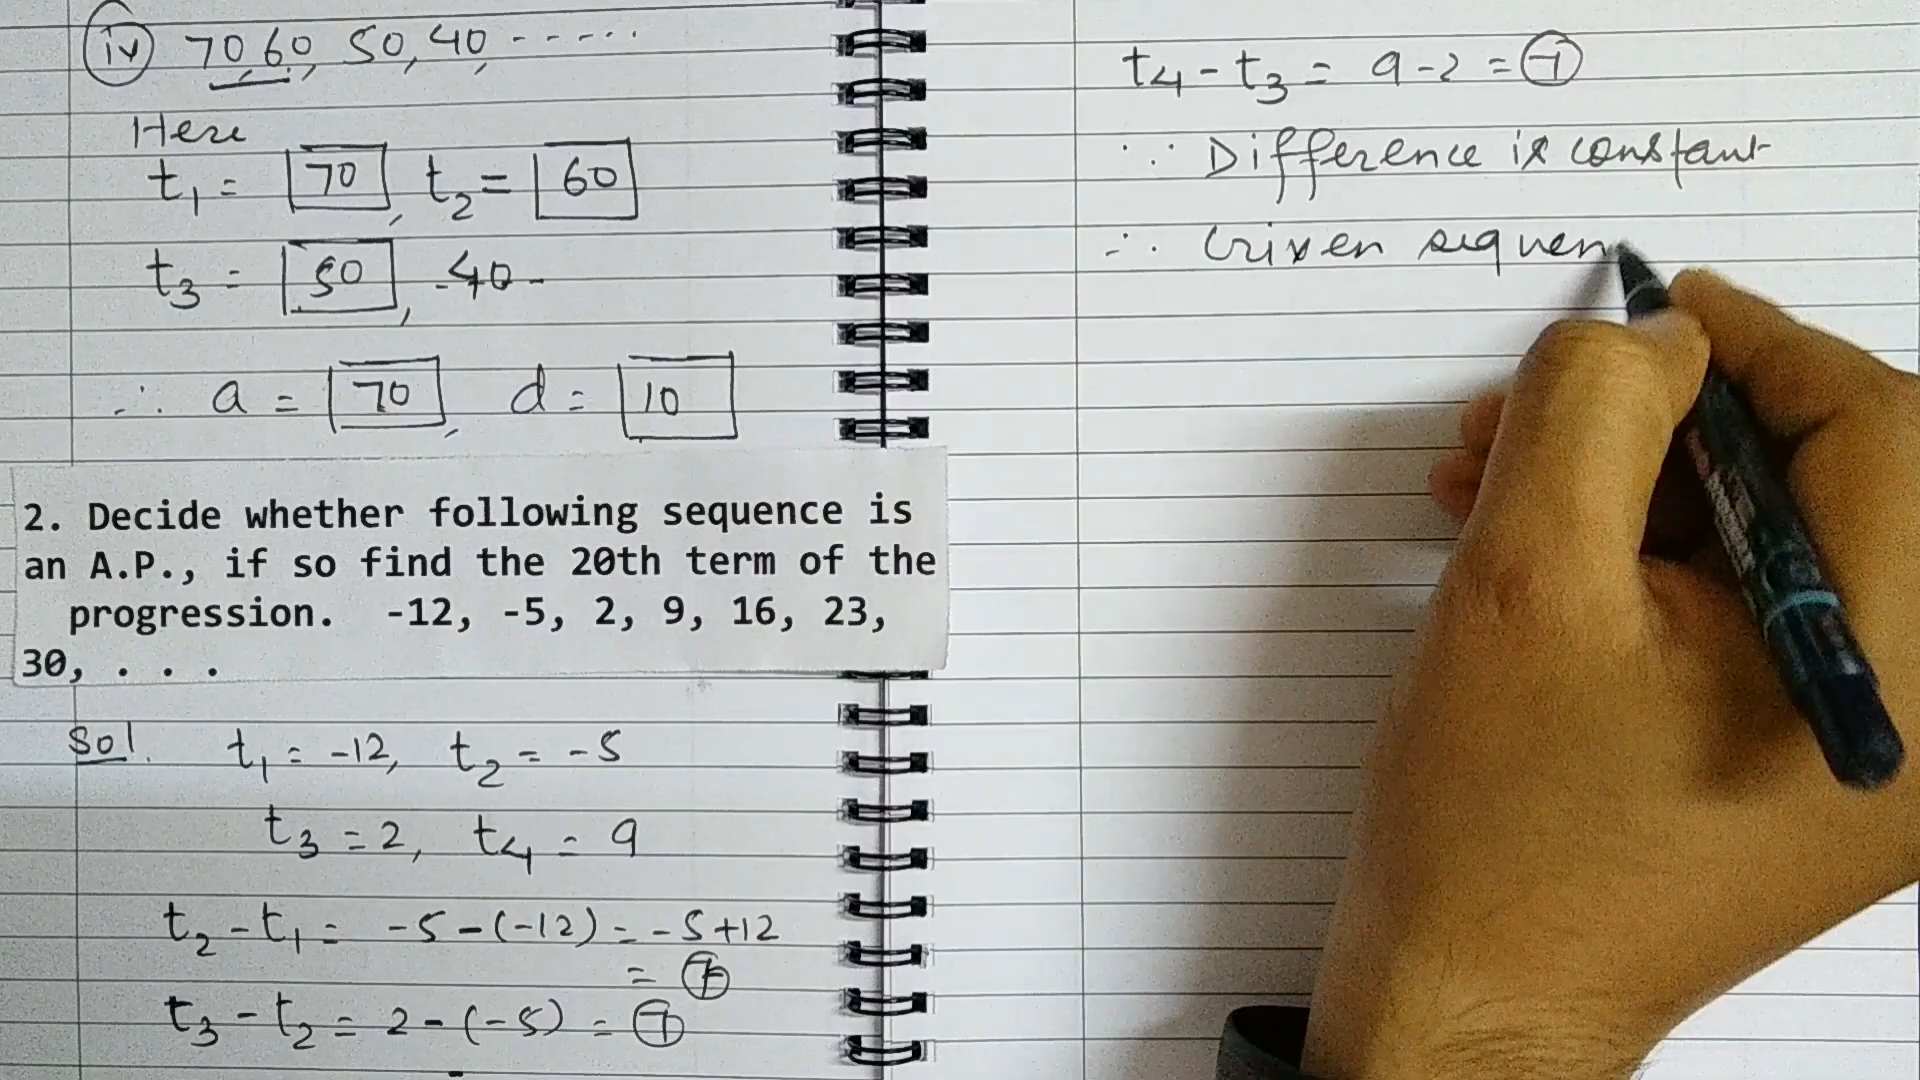 iv 70, 60, 50, 40, - - - - -
Here
t₁ = 70, t₂ = 60
t₃ = 50, - 40 -
∴ a = 70, d = 10
2. Decide whether following sequence is
an A.P., if so find the 20th term of the
progression. -12, -5, 2, 9, 16, 23,
30, . . .
Sol. t₁ = -12, t₂ = -5
t₃ = 2, t₄ = 9
t₂ - t₁ = -5 - (-12) = -5 + 12
= 7
t₃ - t₂ = 2 - (-5) = 7
t₄ - t₃ = 9 - 2 = 7
∵ Difference is constant
∴ Given sequen